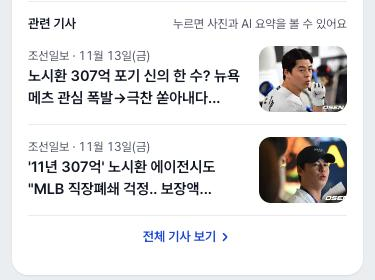 관련 기사
누르면 사진과 AI 요약을 볼 수 있어요
조선일보 · 11월 13일(금)
노시환 307억 포기 신의 한 수? 뉴욕
메츠 관심 폭발→극찬 쏟아내다...
OSEN
조선일보 · 11월 13일(금)
'11년 307억' 노시환 에이전시도
"MLB 직장폐쇄 걱정.. 보장액...
OSEN
전체 기사 보기 >